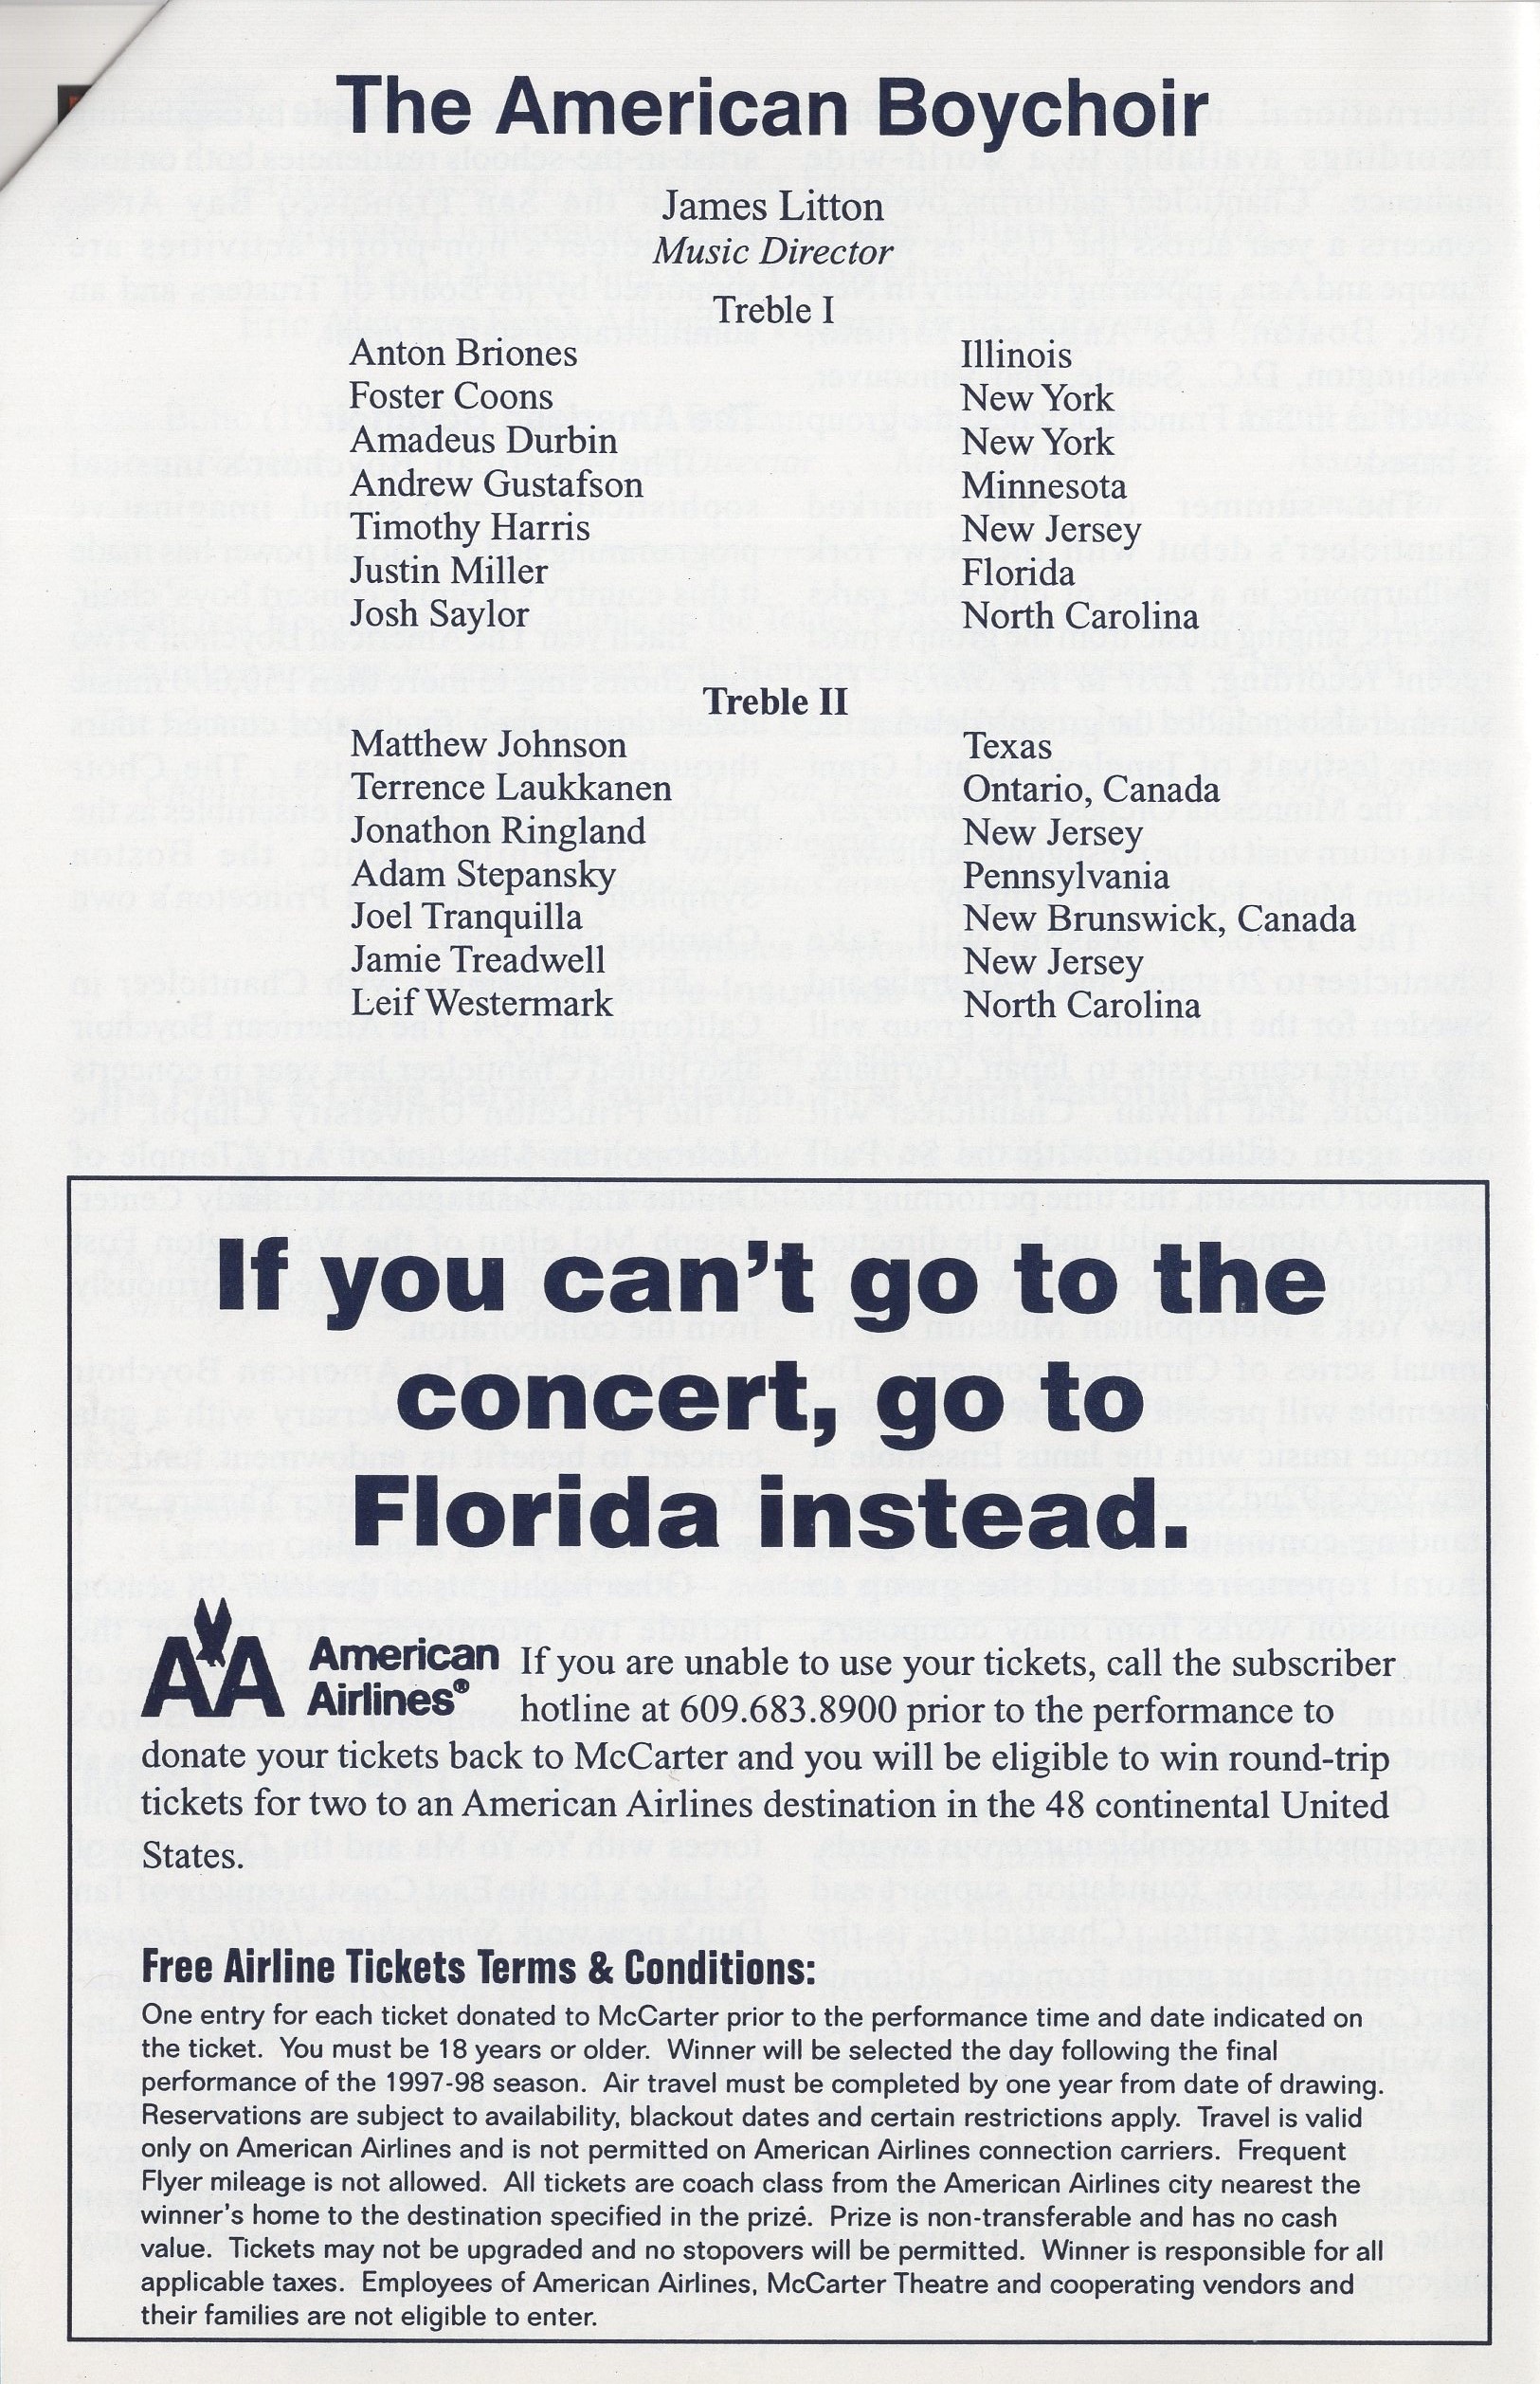 The American Boychoir
James Litton
Music Director
Treble I
Anton Briones Illinois
Foster Coons New York
Amadeus Durbin New York
Andrew Gustafson Minnesota
Timothy Harris New Jersey
Justin Miller Florida
Josh Saylor North Carolina
Treble II
Matthew Johnson Texas
Terrence Laukkanen Ontario, Canada
Jonathon Ringland New Jersey
Adam Stepansky Pennsylvania
Joel Tranquilla New Brunswick, Canada
Jamie Treadwell New Jersey
Leif Westermark North Carolina
If you can't go to the
concert, go to
Florida instead.
AA American Airlines®
If you are unable to use your tickets, call the subscriber
hotline at 609.683.8900 prior to the performance to
donate your tickets back to McCarter and you will be eligible to win round-trip
tickets for two to an American Airlines destination in the 48 continental United
States.
Free Airline Tickets Terms & Conditions:
One entry for each ticket donated to McCarter prior to the performance time and date indicated on
the ticket. You must be 18 years or older. Winner will be selected the day following the final
performance of the 1997-98 season. Air travel must be completed by one year from date of drawing.
Reservations are subject to availability, blackout dates and certain restrictions apply. Travel is valid
only on American Airlines and is not permitted on American Airlines connection carriers. Frequent
Flyer mileage is not allowed. All tickets are coach class from the American Airlines city nearest the
winner's home to the destination specified in the prize. Prize is non-transferable and has no cash
value. Tickets may not be upgraded and no stopovers will be permitted. Winner is responsible for all
applicable taxes. Employees of American Airlines, McCarter Theatre and cooperating vendors and
their families are not eligible to enter.